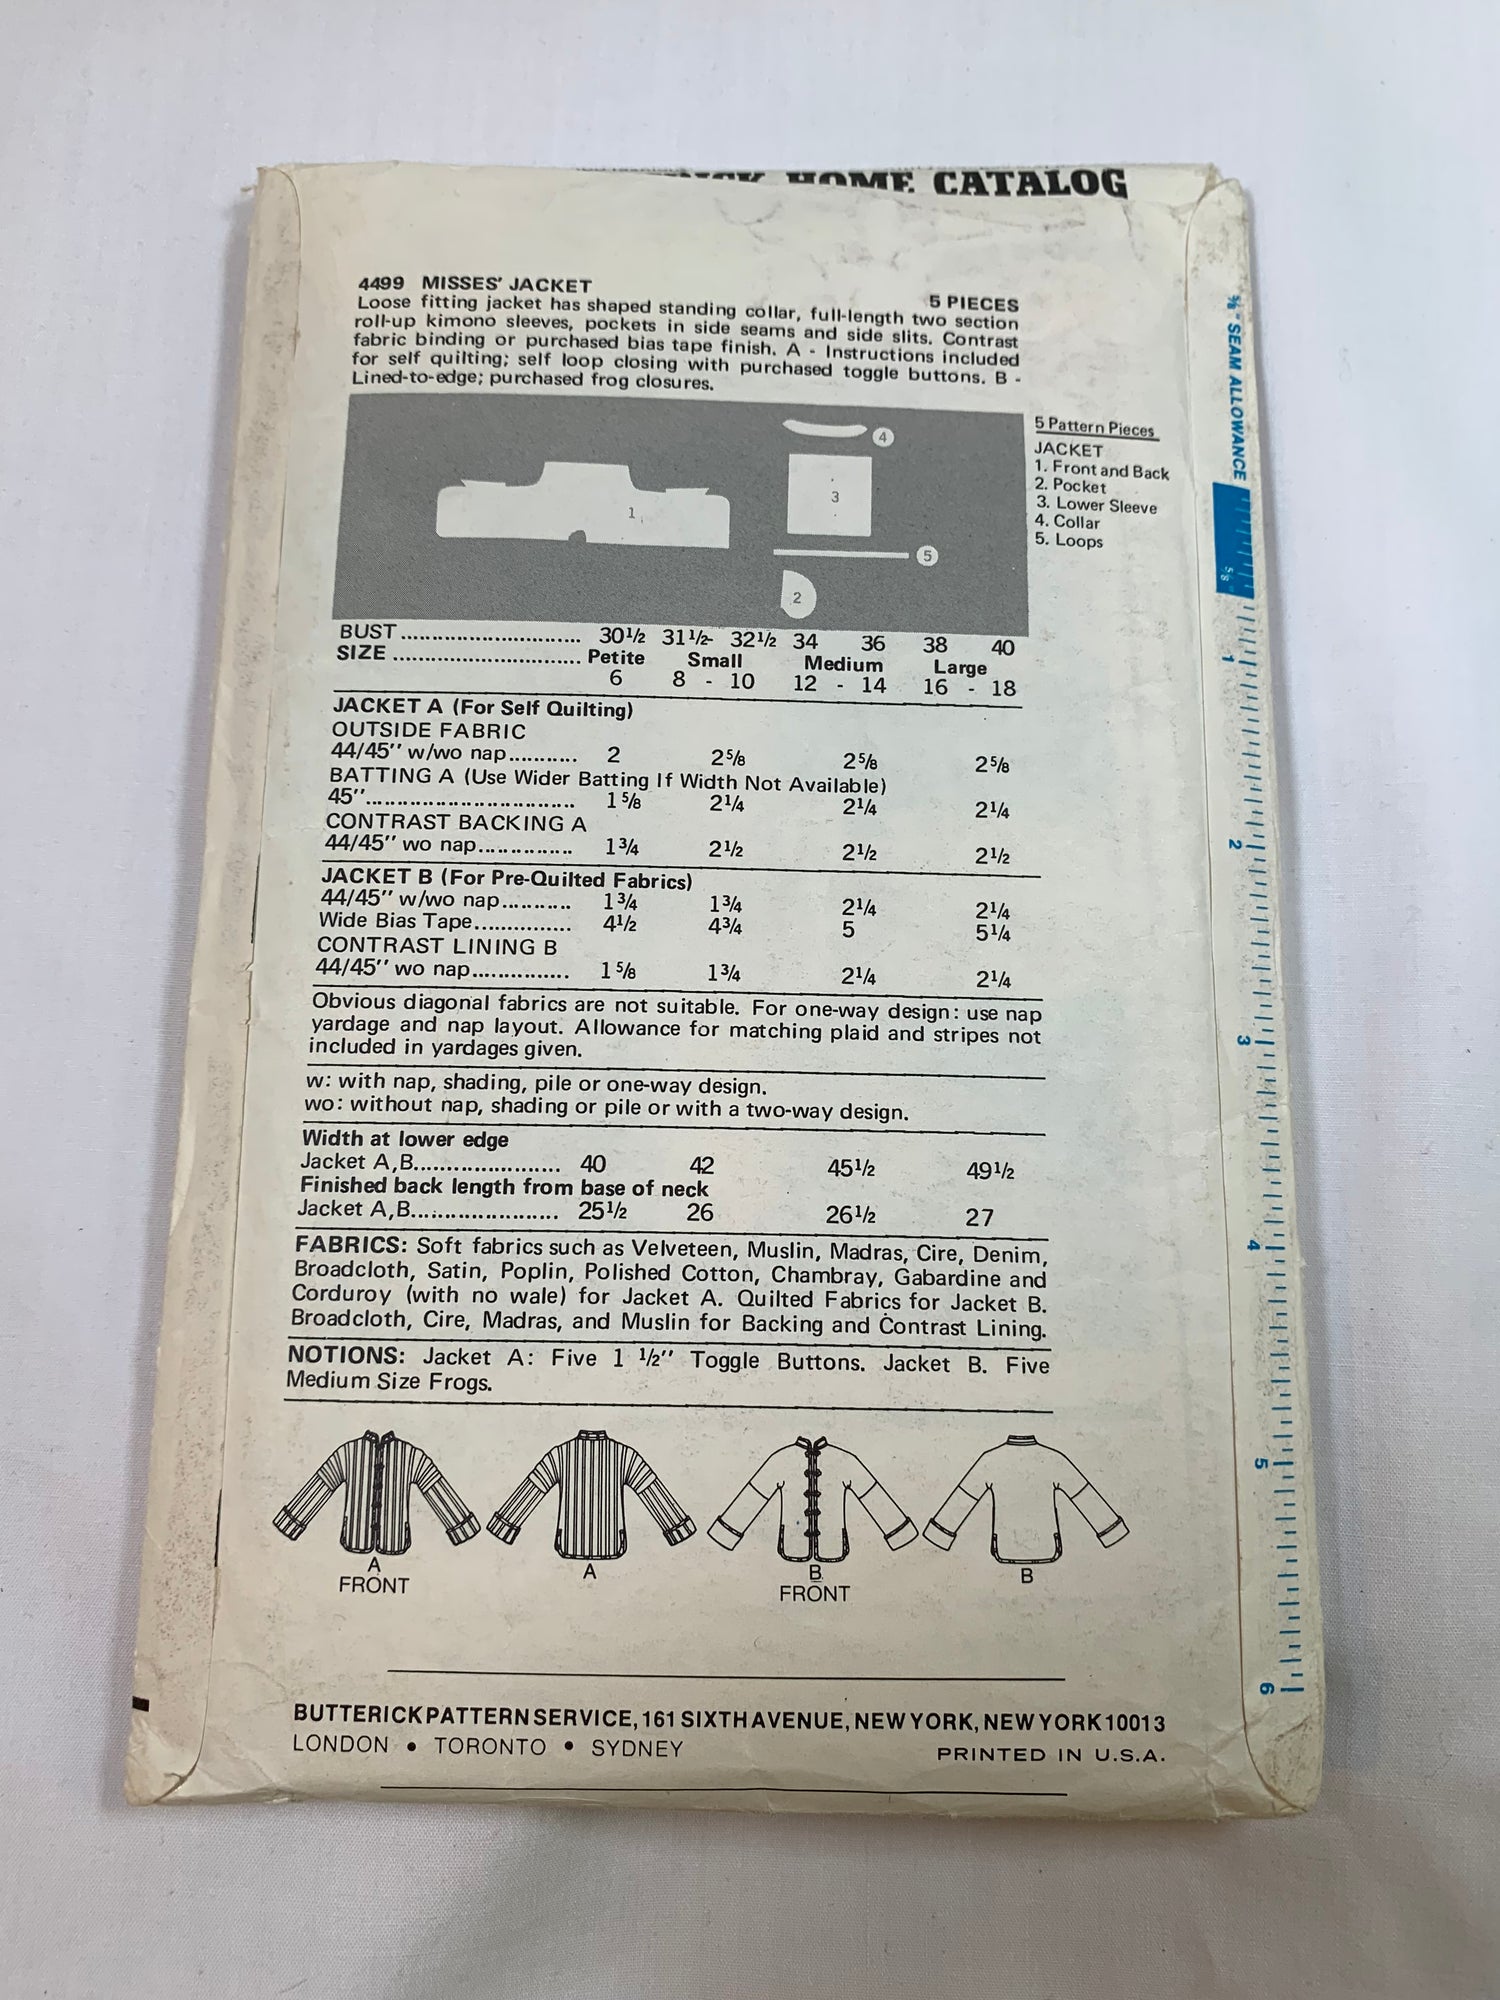 HOME CATALOG
4499 MISSES' JACKET
5 PIECES
Loose fitting jacket has shaped standing collar, full-length two section
roll-up kimono sleeves, pockets in side seams and side slits. Contrast
fabric binding or purchased bias tape finish. A - Instructions included
for self quilting; self loop closing with purchased toggle buttons. B -
Lined-to-edge; purchased frog closures.
1
2
3
4
5
5 Pattern Pieces
JACKET
1. Front and Back
2. Pocket
3. Lower Sleeve
4. Collar
5. Loops
BUST.............................. 30½ 31½- 32½ 34 36 38 40
SIZE .............................. Petite Small Medium Large
6 8 - 10 12 - 14 16 - 18
JACKET A (For Self Quilting)
OUTSIDE FABRIC
44/45'' w/wo nap........... 2 2⅝ 2⅝ 2⅝
BATTING A (Use Wider Batting If Width Not Available)
45''.................................. 1⅝ 2¼ 2¼ 2¼
CONTRAST BACKING A
44/45'' wo nap............... 1¾ 2½ 2½ 2½
JACKET B (For Pre-Quilted Fabrics)
44/45'' w/wo nap........... 1¾ 1¾ 2¼ 2¼
Wide Bias Tape................ 4½ 4¾ 5 5¼
CONTRAST LINING B
44/45'' wo nap................ 1⅝ 1¾ 2¼ 2¼
Obvious diagonal fabrics are not suitable. For one-way design: use nap
yardage and nap layout. Allowance for matching plaid and stripes not
included in yardages given.
w: with nap, shading, pile or one-way design.
wo: without nap, shading or pile or with a two-way design.
Width at lower edge
Jacket A,B....................... 40 42 45½ 49½
Finished back length from base of neck
Jacket A,B....................... 25½ 26 26½ 27
FABRICS: Soft fabrics such as Velveteen, Muslin, Madras, Cire, Denim,
Broadcloth, Satin, Poplin, Polished Cotton, Chambray, Gabardine and
Corduroy (with no wale) for Jacket A. Quilted Fabrics for Jacket B.
Broadcloth, Cire, Madras, and Muslin for Backing and Contrast Lining.
NOTIONS: Jacket A: Five 1 ½'' Toggle Buttons. Jacket B. Five
Medium Size Frogs.
A
FRONT
A
B
FRONT
B
BUTTERICK PATTERN SERVICE, 161 SIXTH AVENUE, NEW YORK, NEW YORK 10013
LONDON • TORONTO • SYDNEY
PRINTED IN U.S.A.
⅝" SEAM ALLOWANCE
⅝"
1
2
3
4
5
6